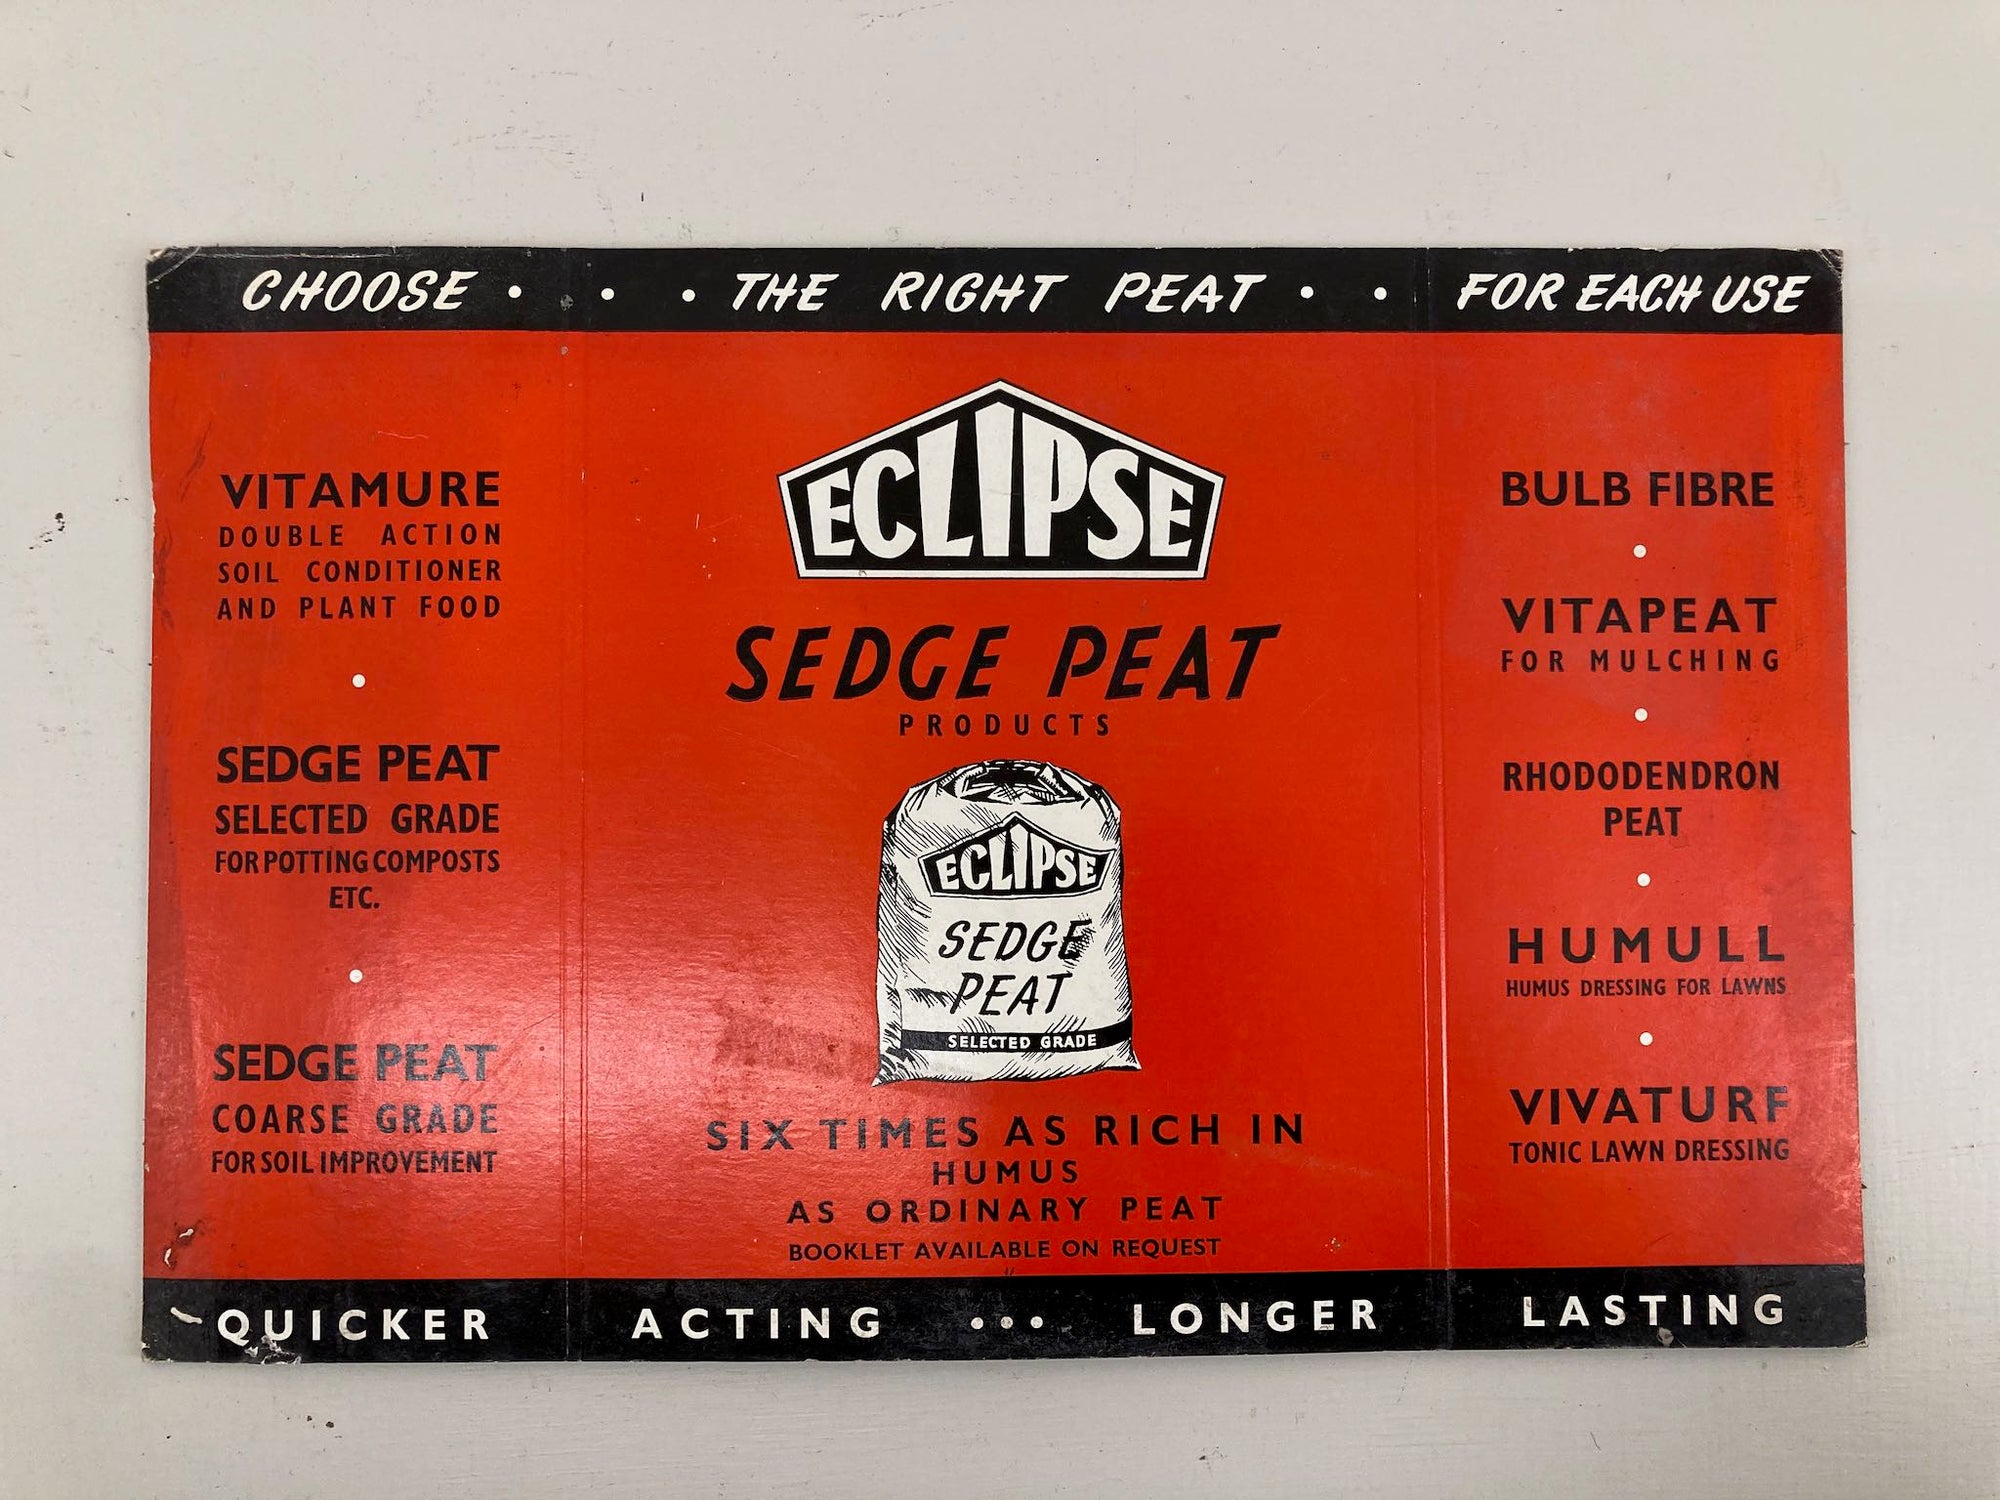 CHOOSE • • • THE RIGHT PEAT • • FOR EACH USE
VITAMURE
DOUBLE ACTION
SOIL CONDITIONER
AND PLANT FOOD
•
SEDGE PEAT
SELECTED GRADE
FOR POTTING COMPOSTS
ETC.
•
SEDGE PEAT
COARSE GRADE
FOR SOIL IMPROVEMENT
ECLIPSE
SEDGE PEAT
PRODUCTS
ECLIPSE
SEDGE
PEAT
SELECTED GRADE
SIX TIMES AS RICH IN
HUMUS
AS ORDINARY PEAT
BOOKLET AVAILABLE ON REQUEST
BULB FIBRE
•
VITAPEAT
FOR MULCHING
•
RHODODENDRON
PEAT
•
HUMULL
HUMUS DRESSING FOR LAWNS
•
VIVATURF
TONIC LAWN DRESSING
QUICKER ACTING ••• LONGER LASTING